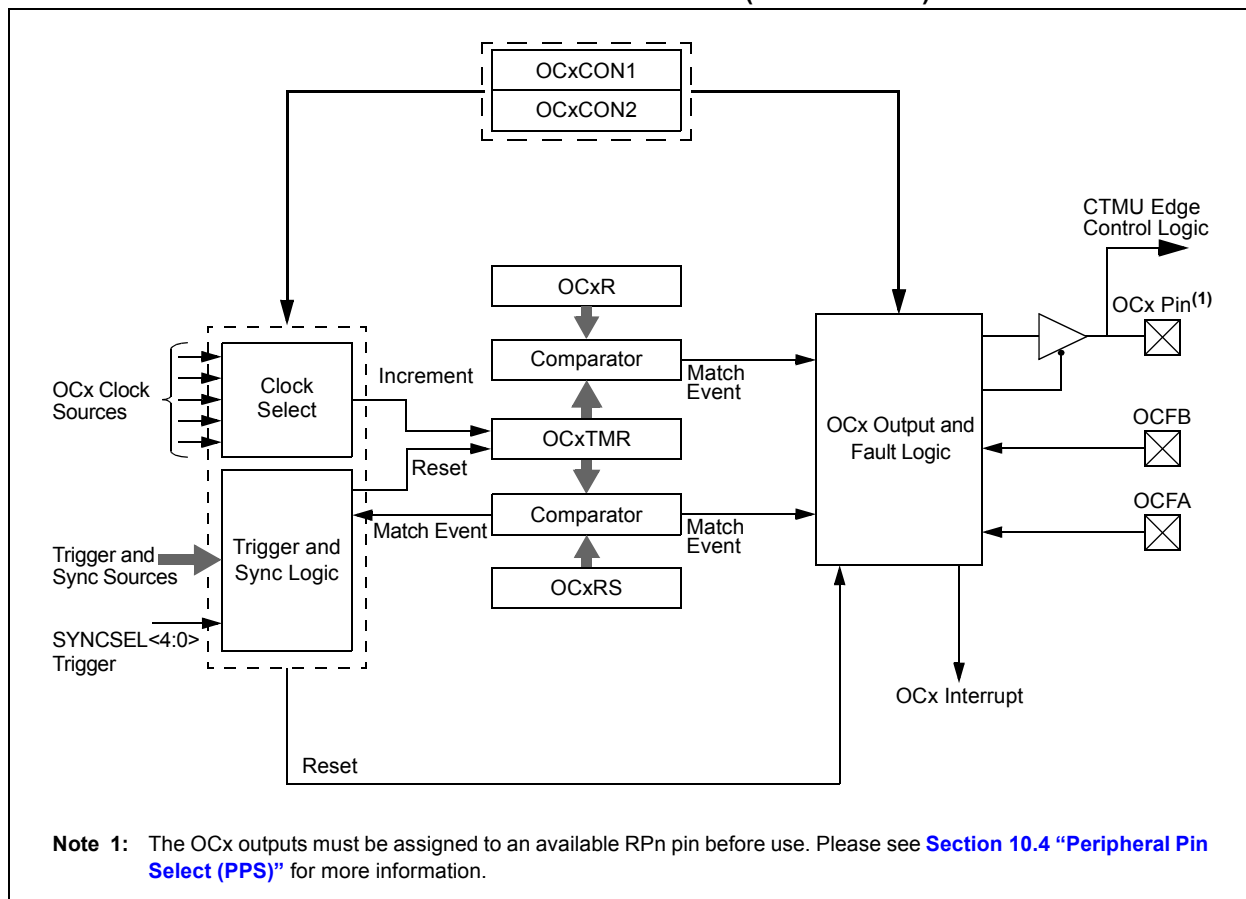 OCxCON1
OCxCON2
CTMU Edge
Control Logic
OCx Pin(1)
OCxR
Comparator
Match
Event
Increment
Clock
Select
OCx Clock
Sources
OCxTMR
OCx Output and
Fault Logic
OCFB
Reset
Comparator
Match Event
Match
Event
OCFA
Trigger and
Sync Logic
Trigger and
Sync Sources
OCxRS
SYNCSEL<4:0>
Trigger
OCx Interrupt
Reset
Note 1: The OCx outputs must be assigned to an available RPn pin before use. Please see Section 10.4 “Peripheral Pin
Select (PPS)” for more information.